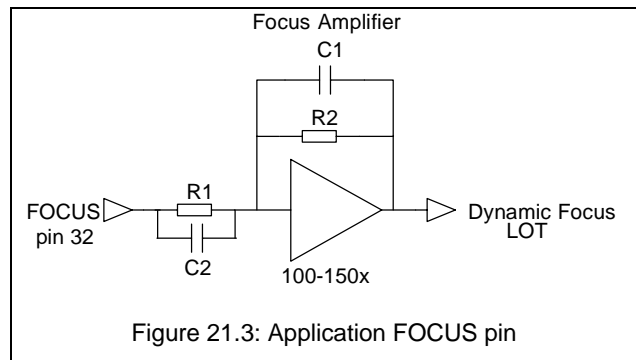 Focus Amplifier
C1
R2
R1
FOCUS
pin 32
C2
100-150x
Dynamic Focus
LOT
Figure 21.3: Application FOCUS pin